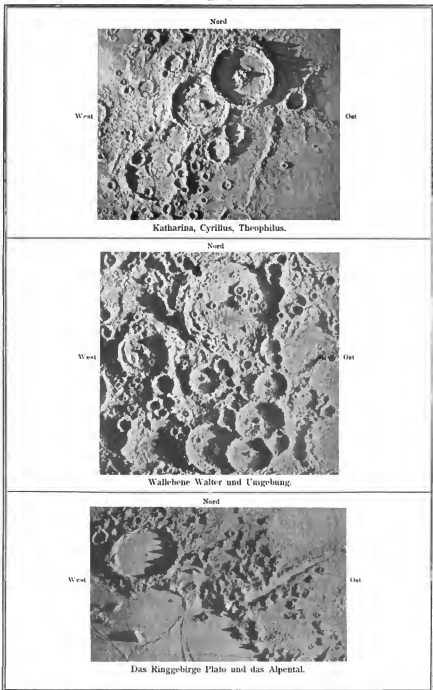 Nord
West
Ost
Katharina, Cyrillus, Theophilus.
Nord
West
Ost
Wallebene Walter und Umgebung.
Nord
West
Ost
Das Ringgebirge Plato und das Alpental.